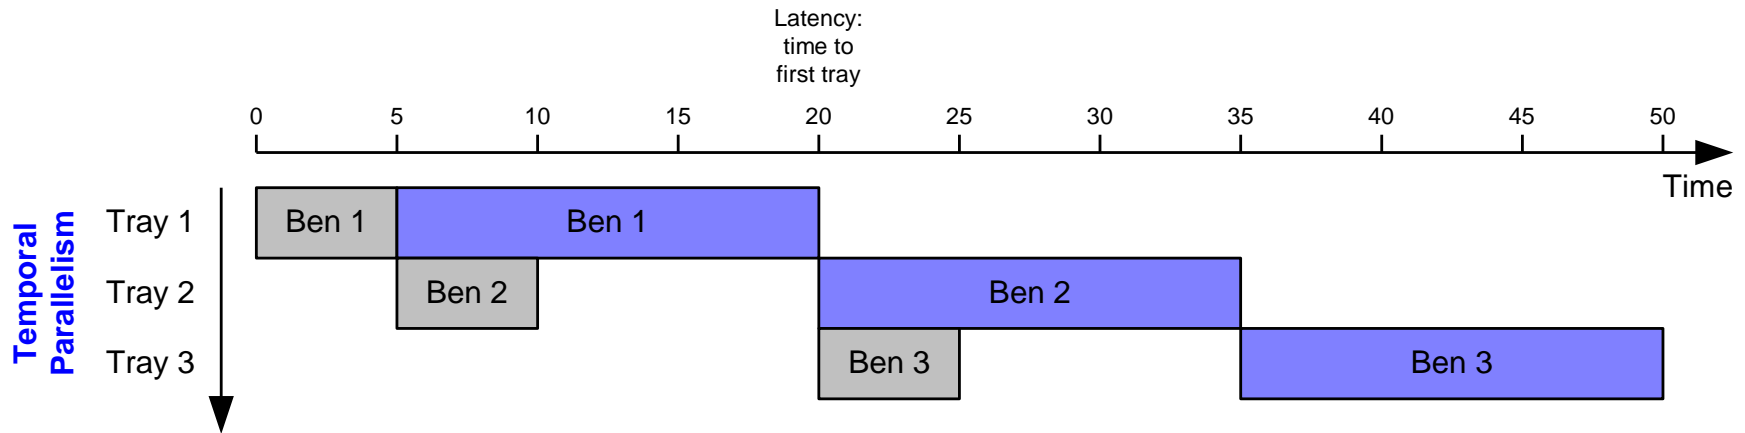 Latency:
time to
first tray
0 5 10 15 20 25 30 35 40 45 50
Time
Temporal
Parallelism
Tray 1 Ben 1 Ben 1
Tray 2 Ben 2 Ben 2
Tray 3 Ben 3 Ben 3